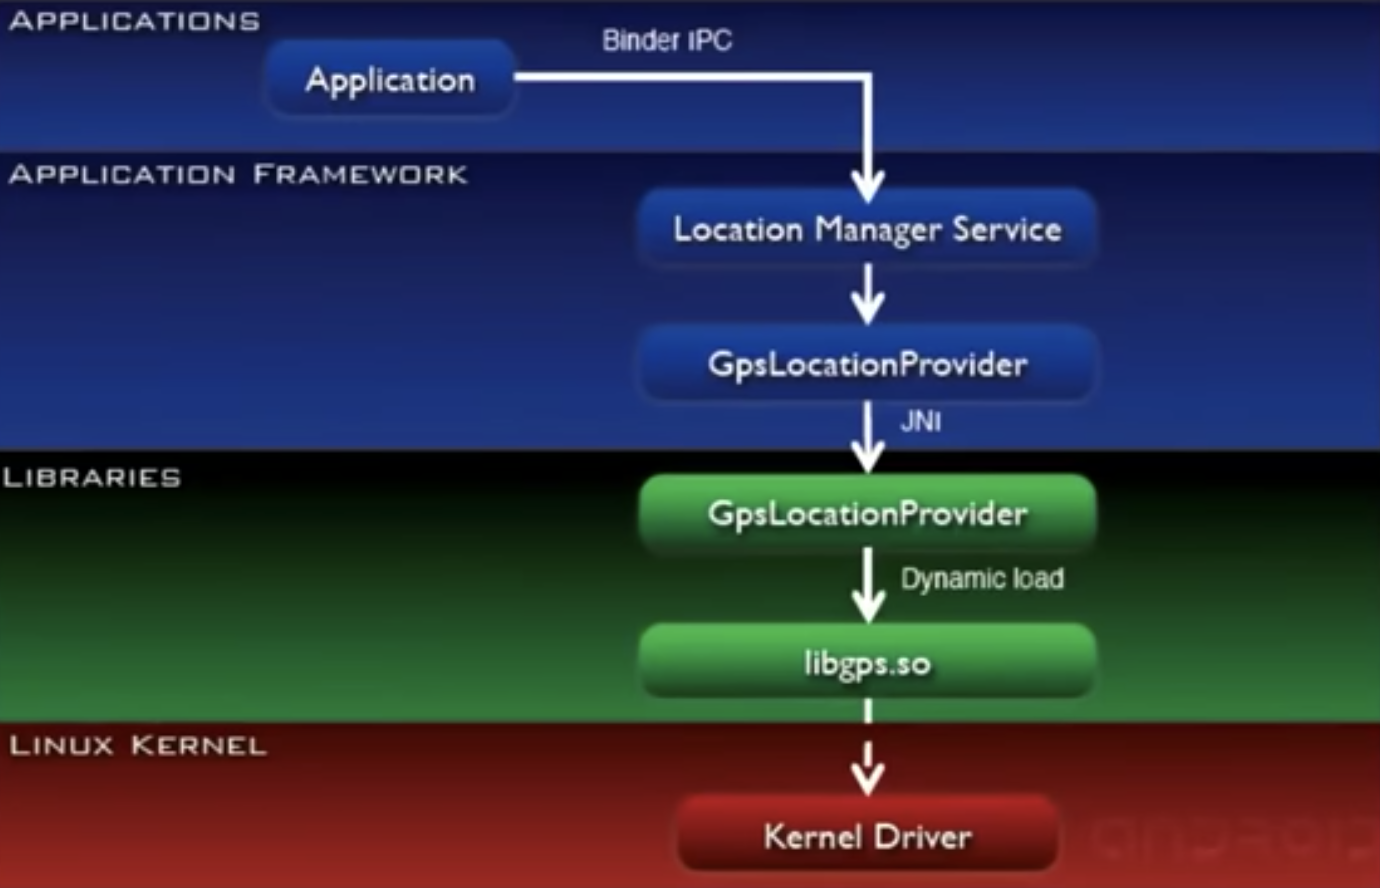 APPLICATIONS
Binder IPC
Application
APPLICATION FRAMEWORK
Location Manager Service
GpsLocationProvider
JNI
LIBRARIES
GpsLocationProvider
Dynamic load
libgps.so
LINUX KERNEL
Kernel Driver
ANDROID